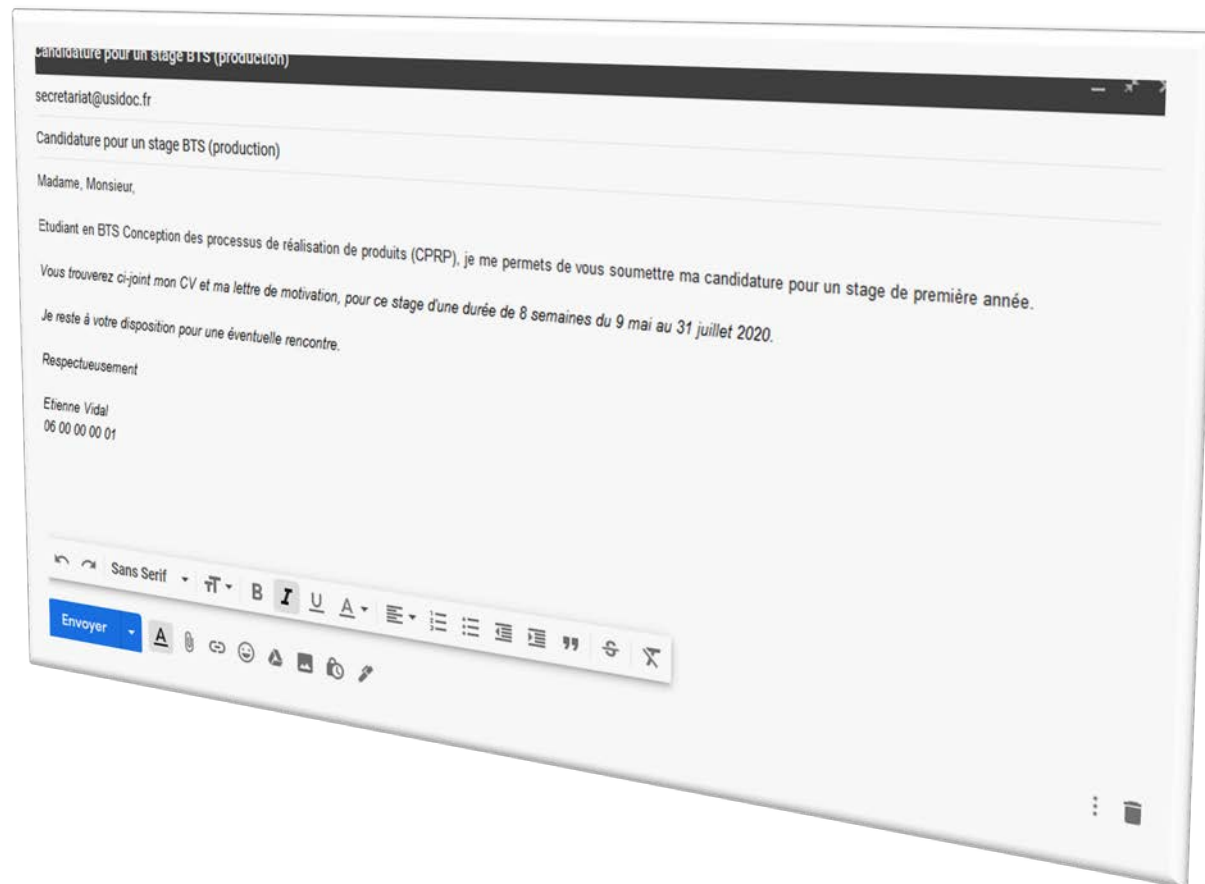 Candidature pour un stage BTS (production)
secretariat@usidoc.fr
Candidature pour un stage BTS (production)
Madame, Monsieur,
Etudiant en BTS Conception des processus de réalisation de produits (CPRP), je me permets de vous soumettre ma candidature pour un stage de première année.
Vous trouverez ci-joint mon CV et ma lettre de motivation, pour ce stage d'une durée de 8 semaines du 9 mai au 31 juillet 2020.
Je reste à votre disposition pour une éventuelle rencontre.
Respectueusement
Etienne Vidal
06 00 00 00 01
Sans Serif
Envoyer